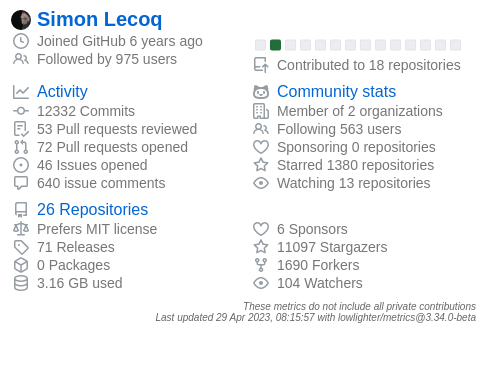 Simon Lecoq
Joined GitHub 6 years ago
Followed by 975 users
Contributed to 18 repositories
Activity
12332 Commits
53 Pull requests reviewed
72 Pull requests opened
46 Issues opened
640 issue comments
Community stats
Member of 2 organizations
Following 563 users
Sponsoring 0 repositories
Starred 1380 repositories
Watching 13 repositories
26 Repositories
Prefers MIT license
71 Releases
0 Packages
3.16 GB used
6 Sponsors
11097 Stargazers
1690 Forkers
104 Watchers
These metrics do not include all private contributions
Last updated 29 Apr 2023, 08:15:57 with lowlighter/metrics@3.34.0-beta